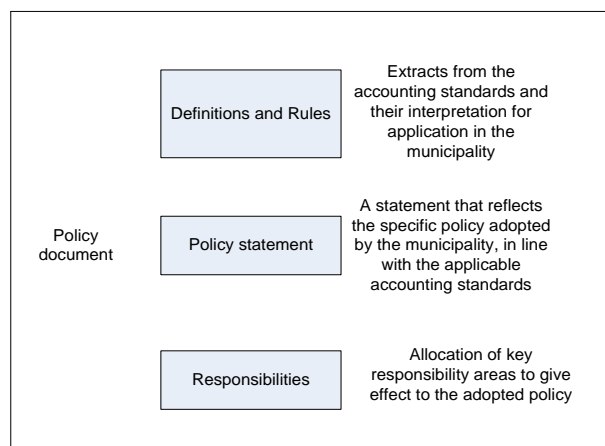 Definitions and Rules
Extracts from the
accounting standards and
their interpretation for
application in the
municipality
Policy
document
Policy statement
A statement that reflects
the specific policy adopted
by the municipality, in line
with the applicable
accounting standards
Responsibilities
Allocation of key
responsibility areas to give
effect to the adopted policy